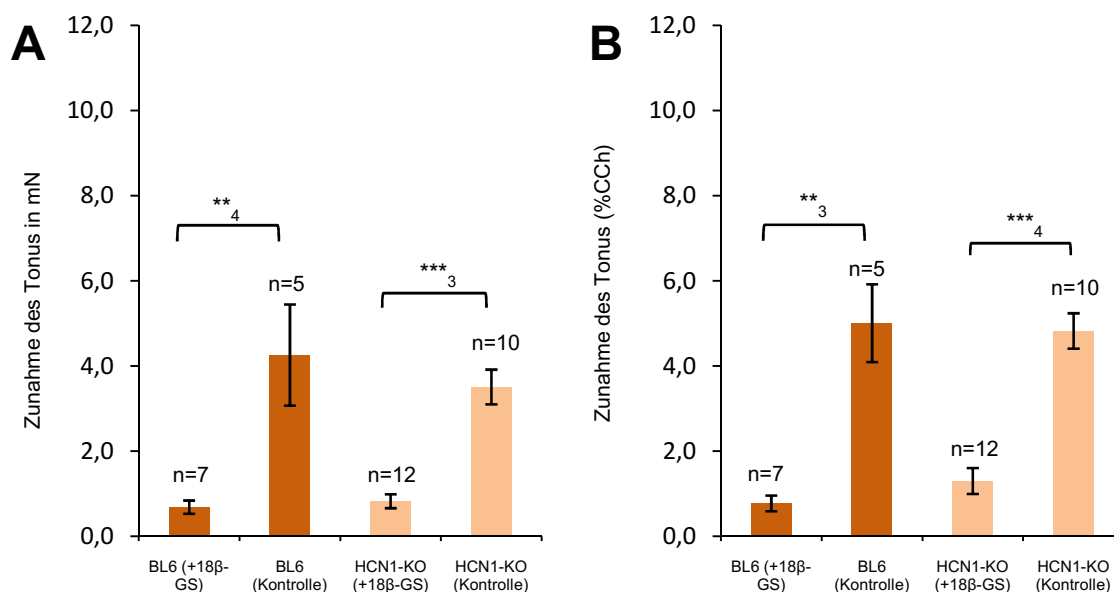 A
Zunahme des Tonus in mN
12,0
10,0
8,0
6,0
4,0
2,0
0,0
** 4
*** 3
n=7
n=5
n=12
n=10
BL6 (+18β-
GS)
BL6
(Kontrolle)
HCN1-KO
(+18β-GS)
HCN1-KO
(Kontrolle)
B
Zunahme des Tonus (%CCh)
12,0
10,0
8,0
6,0
4,0
2,0
0,0
** 3
*** 4
n=7
n=5
n=12
n=10
BL6 (+18β-
GS)
BL6
(Kontrolle)
HCN1-KO
(+18β-GS)
HCN1-KO
(Kontrolle)